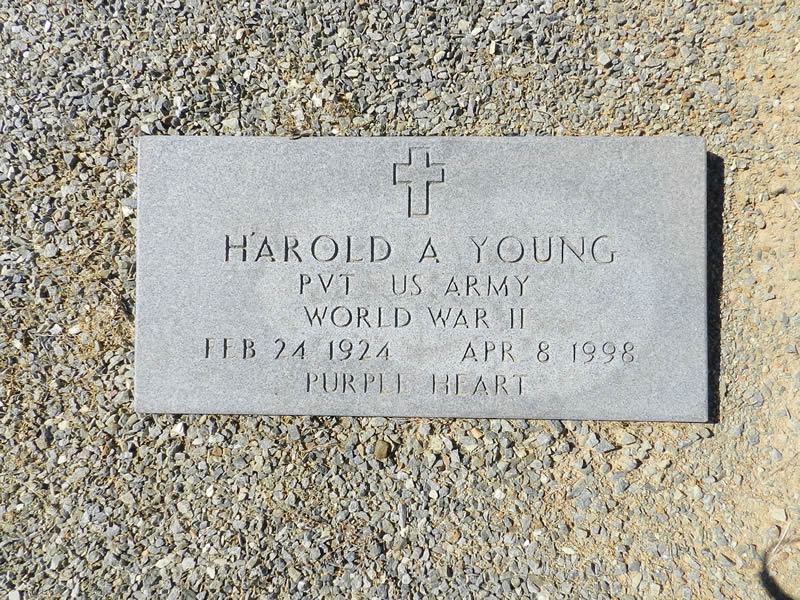 HAROLD A YOUNG
PVT US ARMY
WORLD WAR II
FEB 24 1924 APR 8 1998
PURPLE HEART